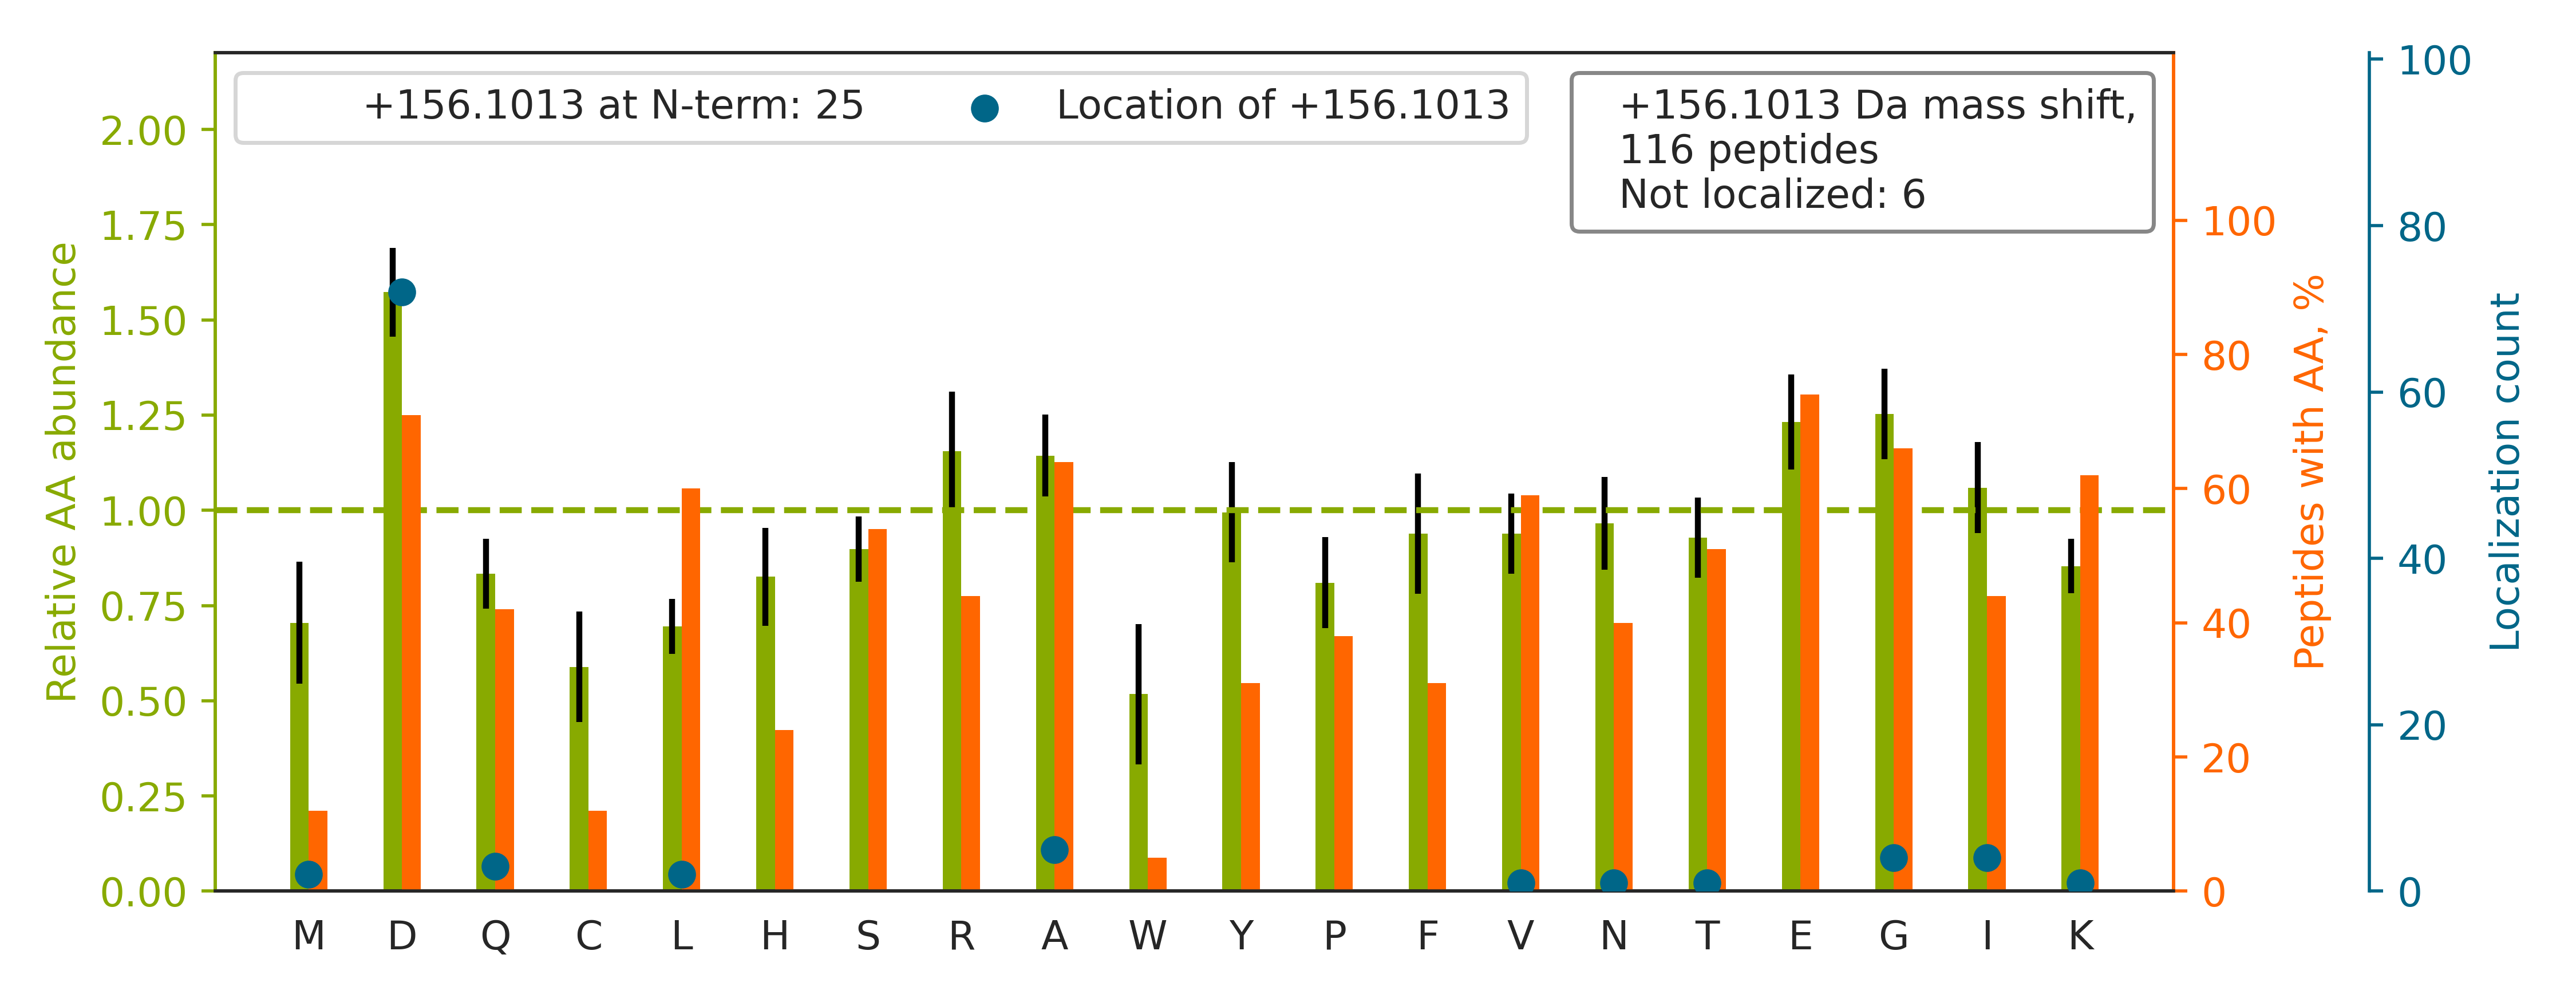 +156.1013 at N-term: 25
Location of +156.1013
+156.1013 Da mass shift,
116 peptides
Not localized: 6
Relative AA abundance
2.00
1.75
1.50
1.25
1.00
0.75
0.50
0.25
0.00
M D Q C L H S R A W Y P F V N T E G I K
100
80
60
40
20
0
Peptides with AA, %
100
80
60
40
20
0
Localization count